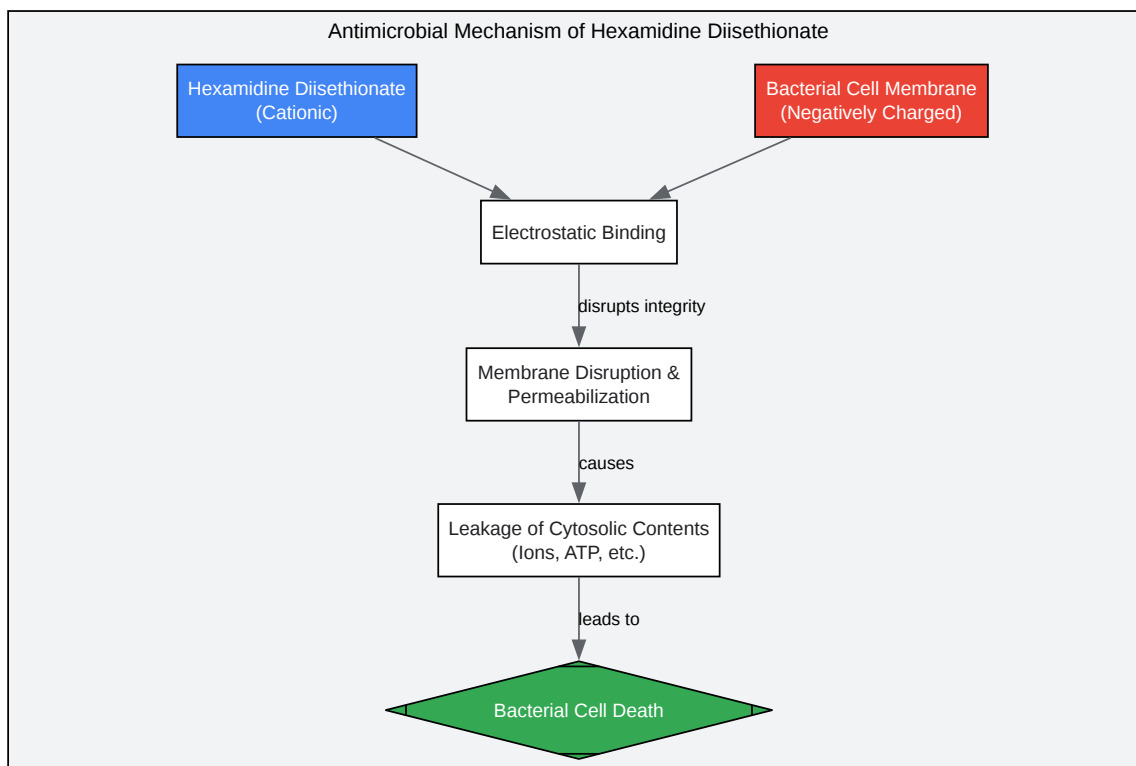 Antimicrobial Mechanism of Hexamidine Diisethionate
Hexamidine Diisethionate
(Cationic)
Bacterial Cell Membrane
(Negatively Charged)
Electrostatic Binding
disrupts integrity
Membrane Disruption &
Permeabilization
causes
Leakage of Cytosolic Contents
(Ions, ATP, etc.)
leads to
Bacterial Cell Death